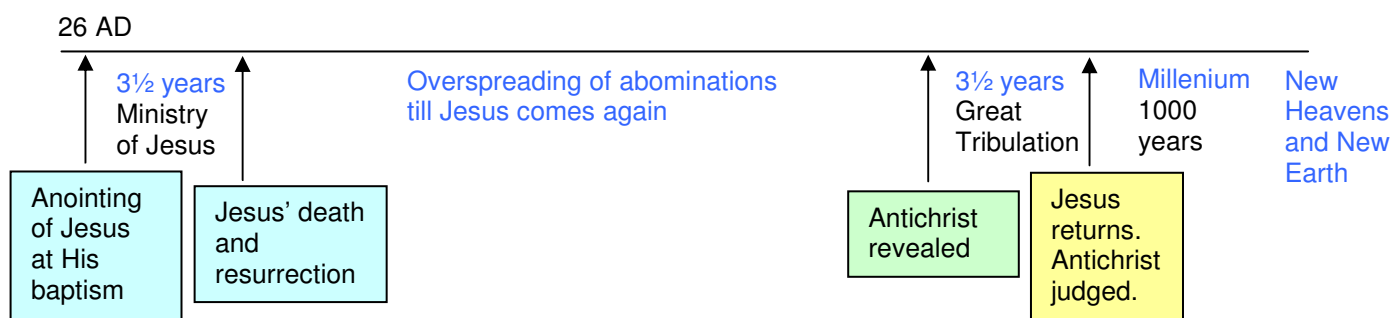 26 AD
3½ years
Ministry
of Jesus
Overspreading of abominations
till Jesus comes again
3½ years
Great
Tribulation
Millenium
1000
years
New
Heavens
and New
Earth
Anointing
of Jesus
at His
baptism
Jesus’ death
and
resurrection
Antichrist
revealed
Jesus
returns.
Antichrist
judged.